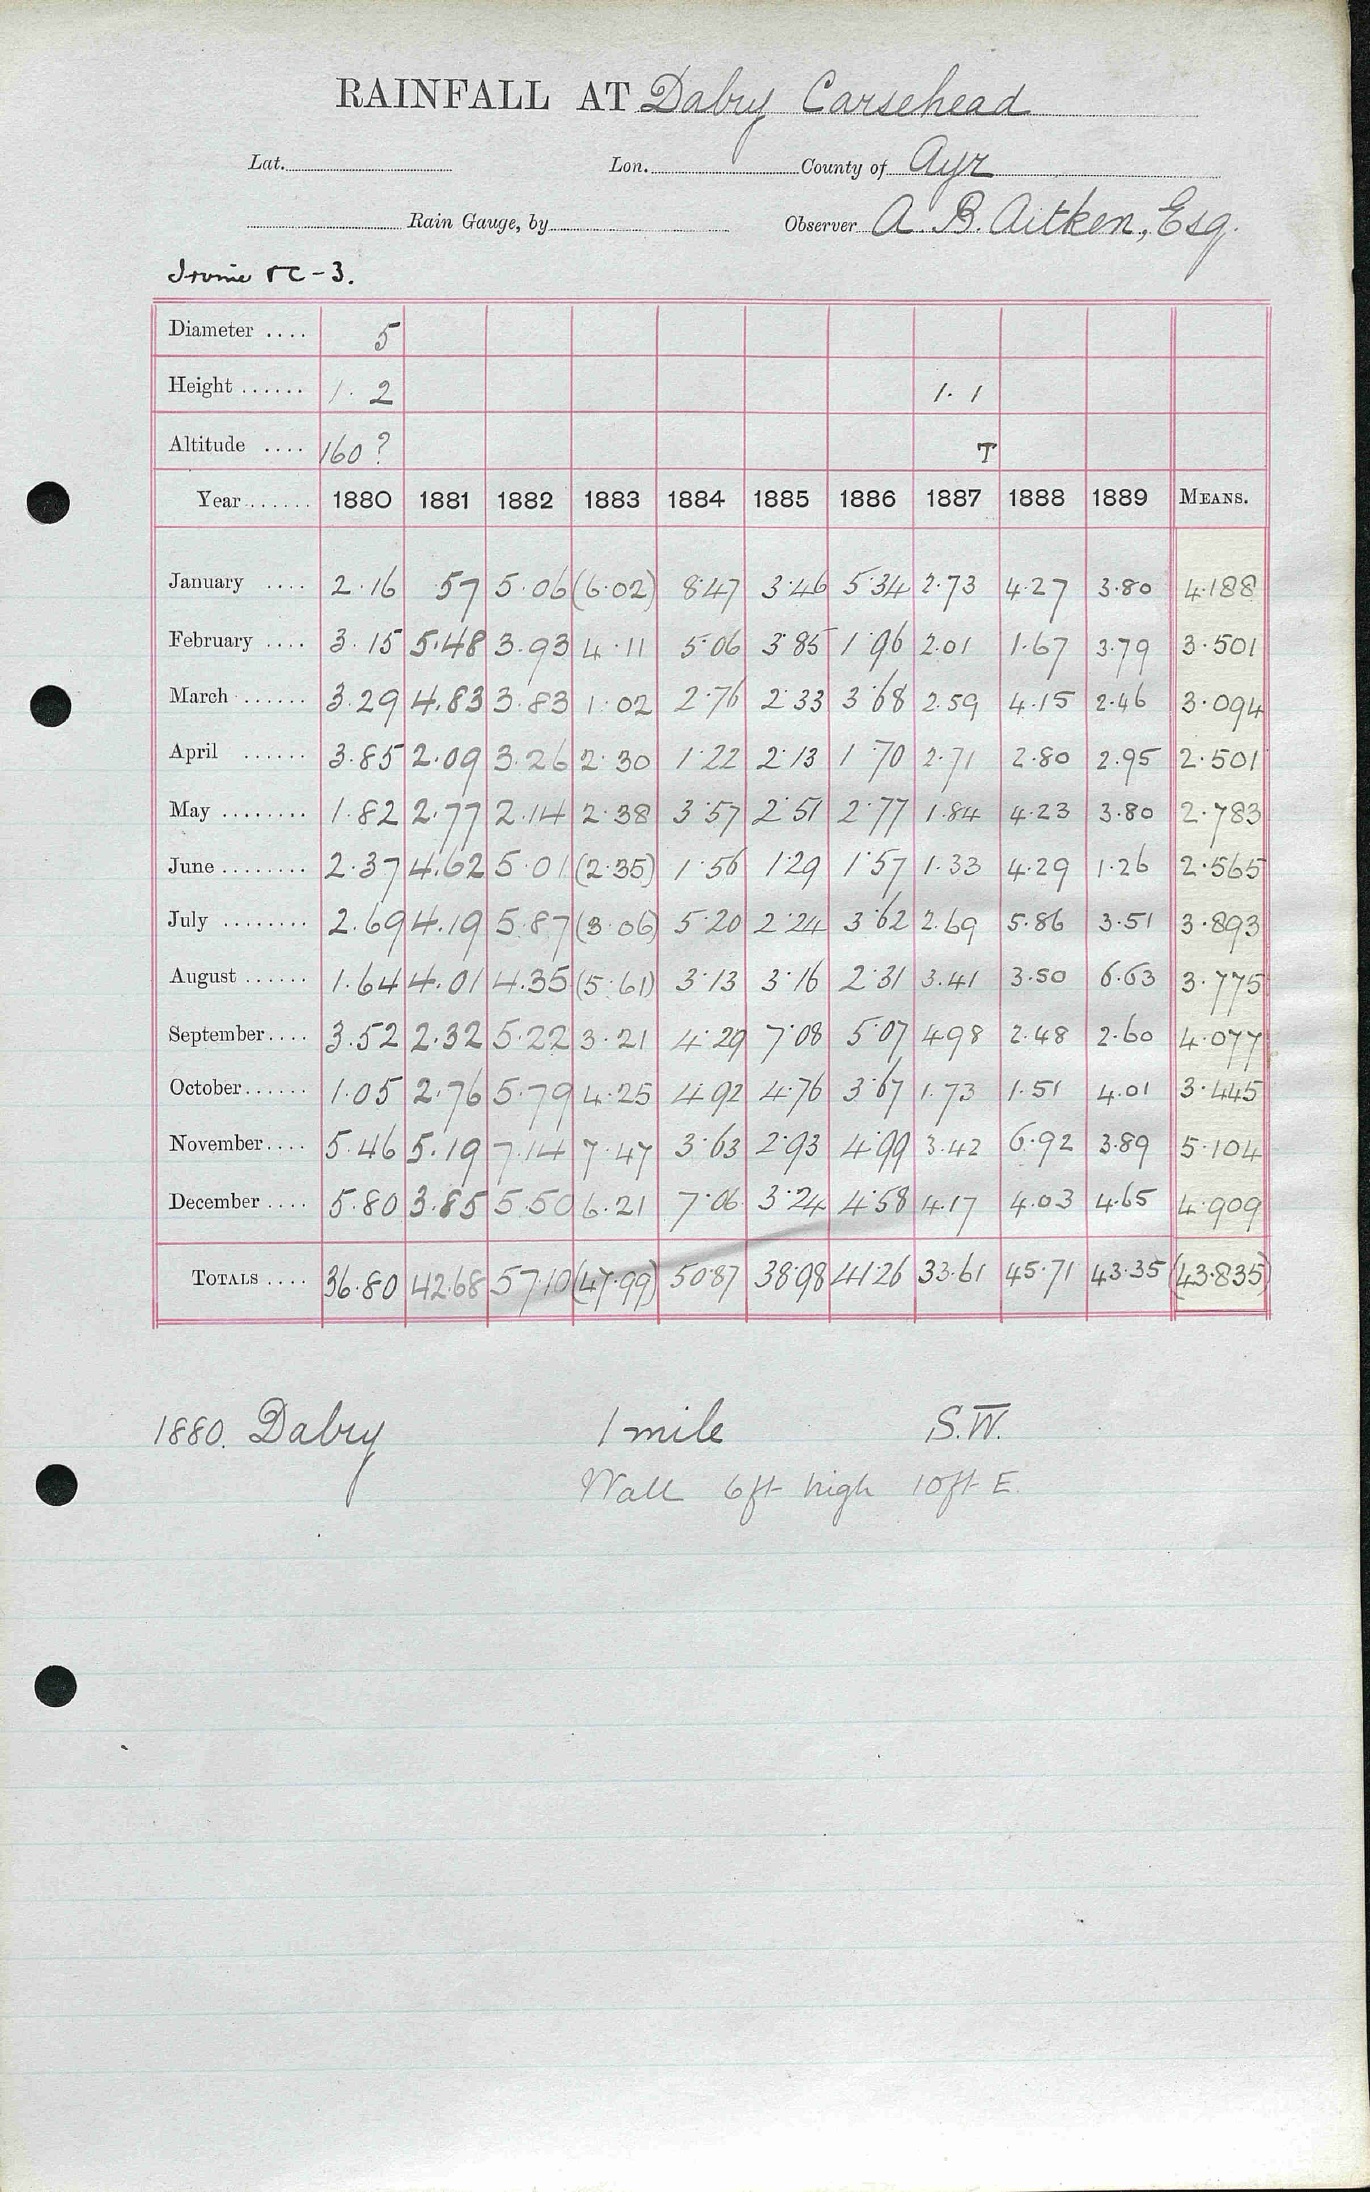 RAINFALL AT Dalry Carsehead
Lat. Lon. County of Ayr
Rain Gauge, by Observer A. B. Aitken, Esq.
Irvine RC-3.
Diameter .... 5
Height ...... 1. 2 1. 1
Altitude .... 160? T
Year ...... 1880 1881 1882 1883 1884 1885 1886 1887 1888 1889 MEANS.
January .... 2.16 .57 5.06 (6.02) 8.47 3.46 5.34 2.73 4.27 3.80 4.188
February .... 3.15 5.48 3.93 4.11 5.06 3.85 1.96 2.01 1.67 3.79 3.501
March ...... 3.29 4.83 3.83 1.02 2.76 2.33 3.68 2.59 4.15 2.46 3.094
April ...... 3.85 2.09 3.26 2.30 1.22 2.13 1.70 2.71 2.80 2.95 2.501
May ........ 1.82 2.77 2.14 2.38 3.57 2.51 2.77 1.84 4.23 3.80 2.783
June ........ 2.37 4.62 5.01 (2.35) 1.56 1.29 1.57 1.33 4.29 1.26 2.565
July ........ 2.69 4.19 5.87 (3.06) 5.20 2.24 3.62 2.69 5.86 3.51 3.893
August ...... 1.64 4.01 4.35 (5.61) 3.13 3.16 2.31 3.41 3.50 6.63 3.775
September.... 3.52 2.32 5.22 3.21 4.29 7.08 5.07 4.98 2.48 2.60 4.077
October...... 1.05 2.76 5.79 4.25 4.92 4.76 3.67 1.73 1.51 4.01 3.445
November.... 5.46 5.19 7.14 7.47 3.63 2.93 4.99 3.42 6.92 3.89 5.104
December .... 5.80 3.85 5.50 6.21 7.06 3.24 4.58 4.17 4.03 4.65 4.909
TOTALS .... 36.80 42.68 57.10 (47.99) 50.87 38.98 41.26 33.61 45.71 43.35 (43.835)
1880. Dalry 1 mile S.W.
Wall 6ft high 10ft E.